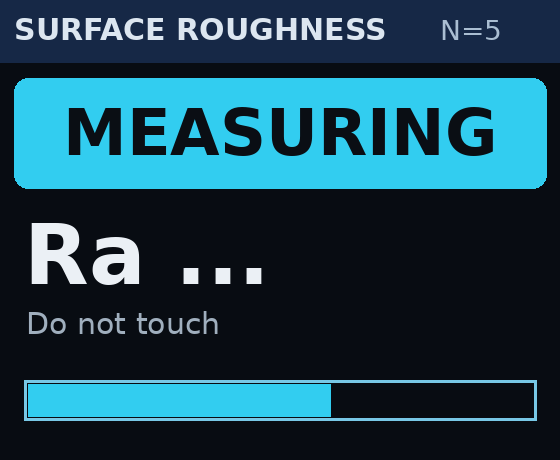 SURFACE ROUGHNESS N=5
MEASURING
Ra ...
Do not touch